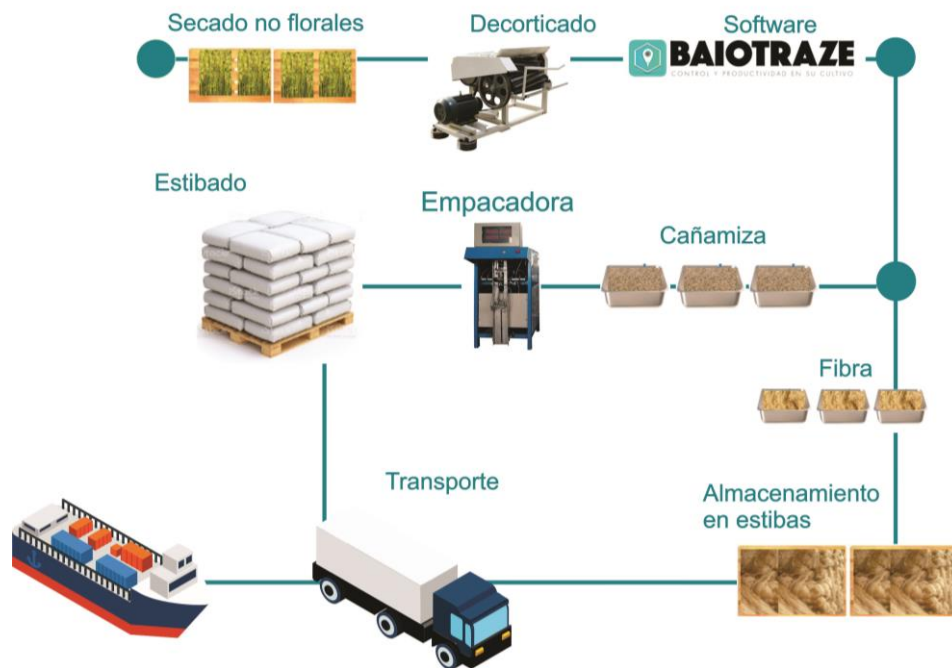 Secado no florales
Decorticado
Software
BAIOTRAZE
CONTROL Y PRODUCTIVIDAD EN SU CULTIVO
Estibado
Empacadora
Cañamiza
Fibra
Transporte
Almacenamiento
en estibas